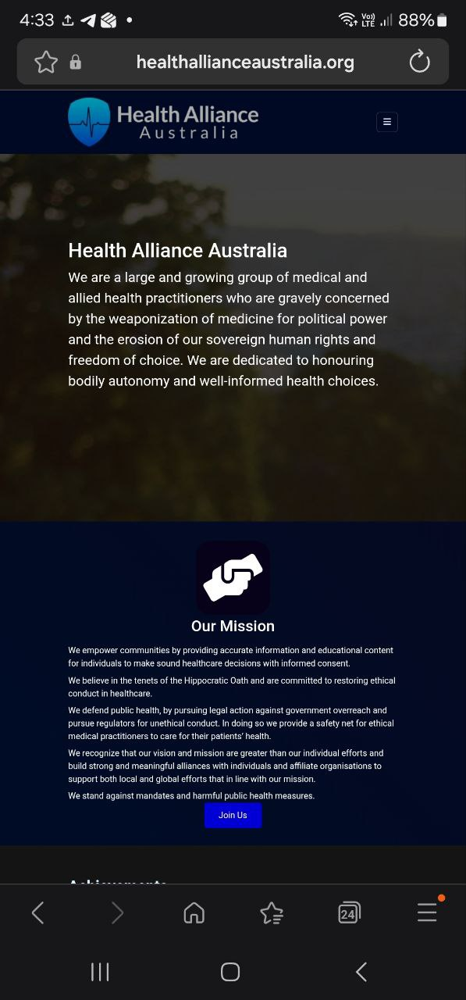 4:33
Vo))
LTE
88%
healthallianceaustralia.org
Health Alliance
Australia
Health Alliance Australia
We are a large and growing group of medical and
allied health practitioners who are gravely concerned
by the weaponization of medicine for political power
and the erosion of our sovereign human rights and
freedom of choice. We are dedicated to honouring
bodily autonomy and well-informed health choices.
Our Mission
We empower communities by providing accurate information and educational content
for individuals to make sound healthcare decisions with informed consent.
We believe in the tenets of the Hippocratic Oath and are committed to restoring ethical
conduct in healthcare.
We defend public health, by pursuing legal action against government overreach and
pursue regulators for unethical conduct. In doing so we provide a safety net for ethical
medical practitioners to care for their patients' health.
We recognize that our vision and mission are greater than our individual efforts and
build strong and meaningful alliances with individuals and affiliate organisations to
support both local and global efforts that in line with our mission.
We stand against mandates and harmful public health measures.
Join Us
Achievements
24